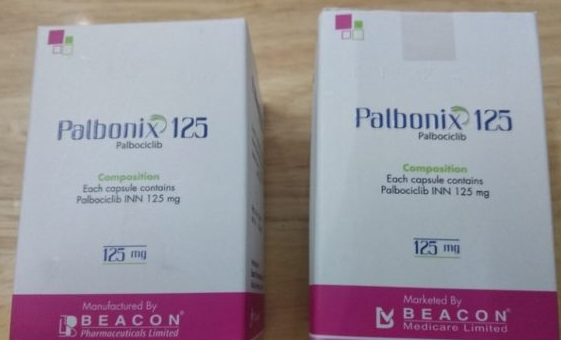 Palbonix 125
Palbociclib
Composition
Each capsule contains
Palbociclib INN 125 mg
125 mg
Manufactured By
BEACON
Pharmaceuticals Limited
Palbonix 125
Palbociclib
Composition
Each capsule contains
Palbociclib INN 125 mg
125 mg
Marketed By
BEACON
Medicare Limited